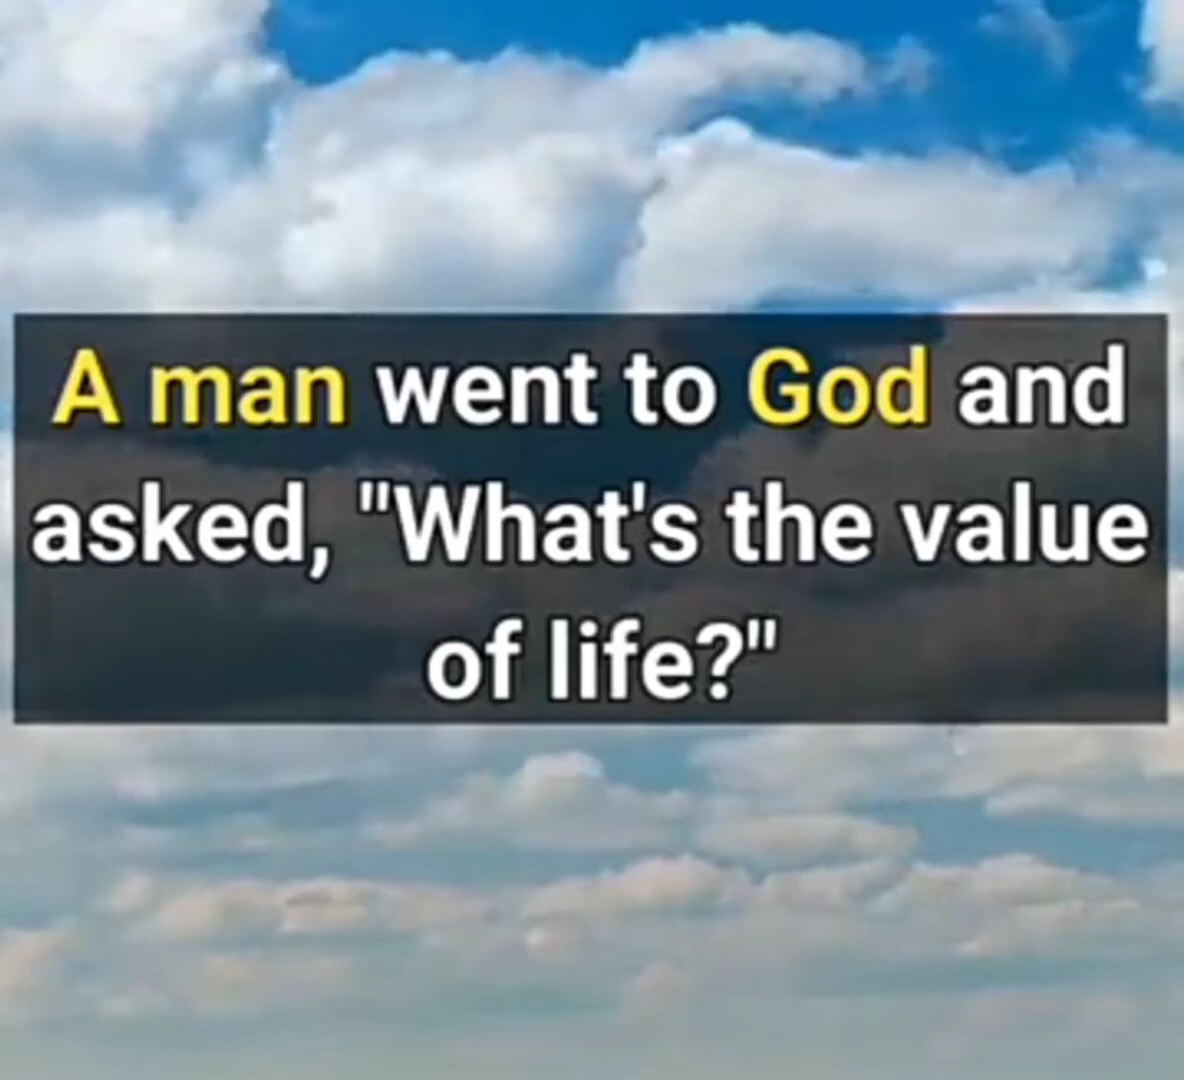 A man went to God and
asked, "What's the value
of life?"